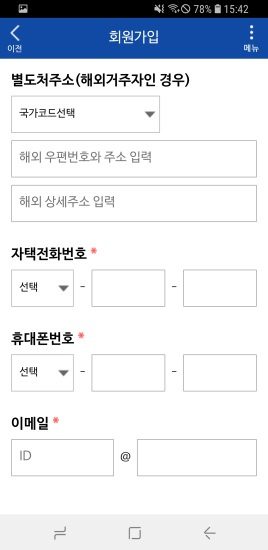 78% 15:42
이전
회원가입
메뉴
별도처주소(해외거주자인 경우)
국가코드선택
해외 우편번호와 주소 입력
해외 상세주소 입력
자택전화번호 *
선택 - -
휴대폰번호 *
선택 - -
이메일 *
ID @